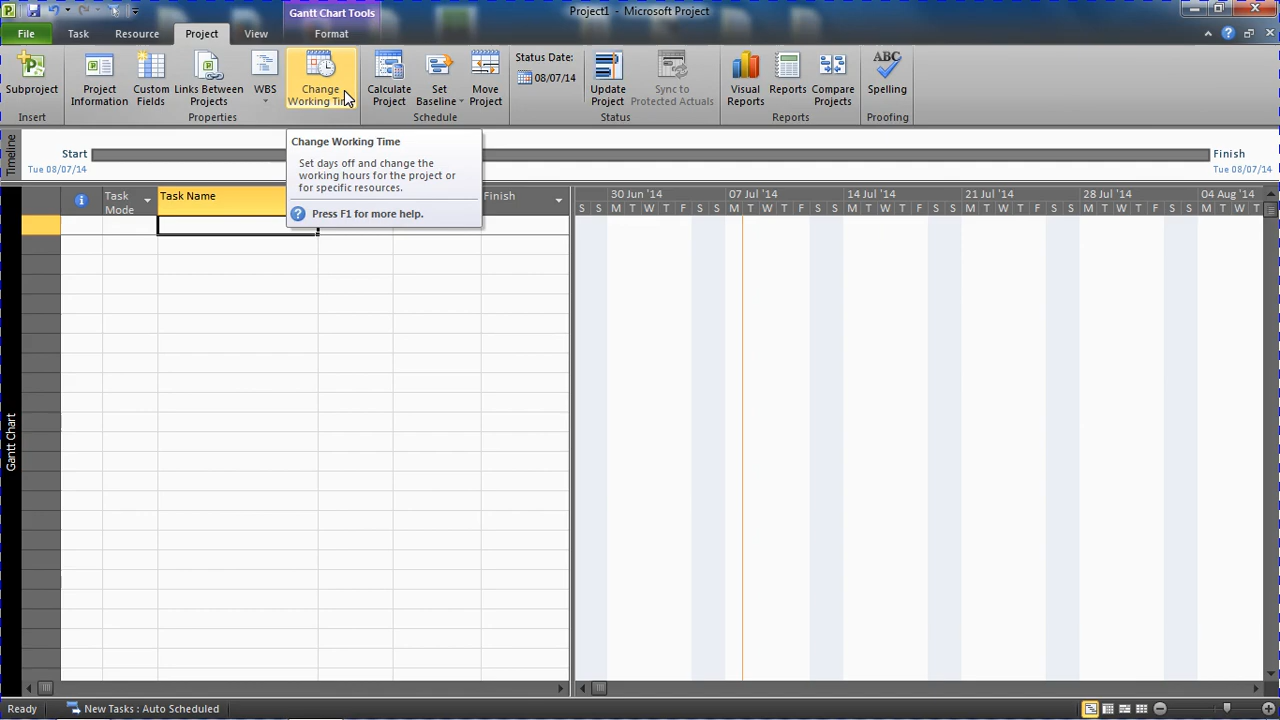 Gantt Chart Tools
Project1 - Microsoft Project
File Task Resource Project View Format
Subproject
Project Information
Custom Fields
Links Between Projects
WBS
Change Working
Calculate Project
Set Baseline
Move Project
Status Date:
08/07/14
Update Project
Sync to Protected Actuals
Visual Reports
Reports
Compare Projects
ABC
Spelling
Insert Properties Schedule Status Reports Proofing
Timeline
Start
Tue 08/07/14
Finish
Tue 08/07/14
Change Working Time
Set days off and change the
working hours for the project or
for specific resources.
Press F1 for more help.
Task Mode
Task Name
Finish
30 Jun '14 07 Jul '14 14 Jul '14 21 Jul '14 28 Jul '14 04 Aug '14
S S M T W T F S S M T W T F S S M T W T F S S M T W T F S S M T W T F S S M T W T
Gantt Chart
Ready New Tasks : Auto Scheduled